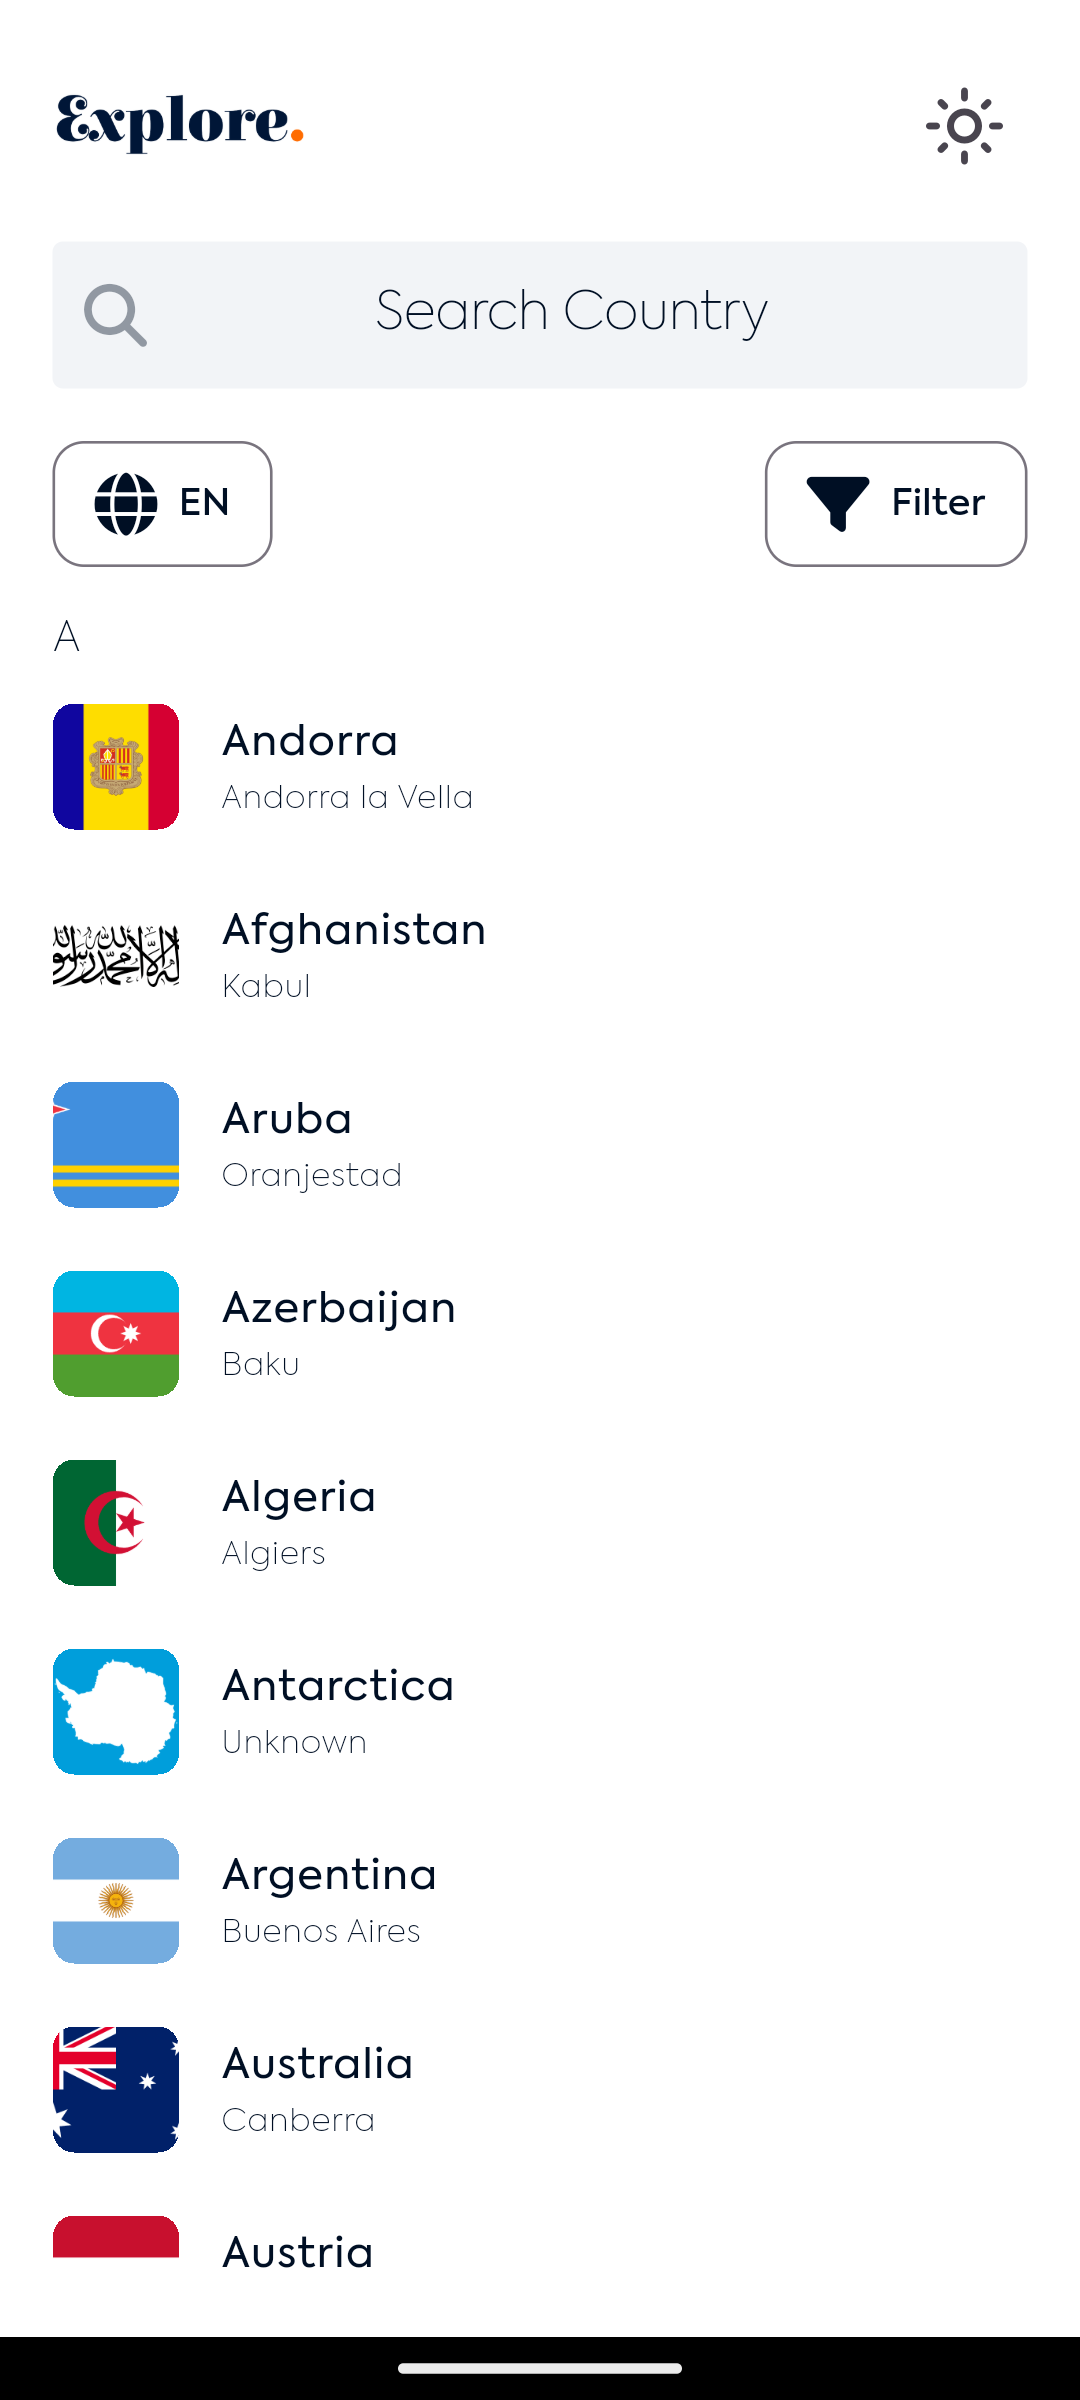 Explore.
Search Country
EN
Filter
A
Andorra
Andorra la Vella
Afghanistan
Kabul
Aruba
Oranjestad
Azerbaijan
Baku
Algeria
Algiers
Antarctica
Unknown
Argentina
Buenos Aires
Australia
Canberra
Austria